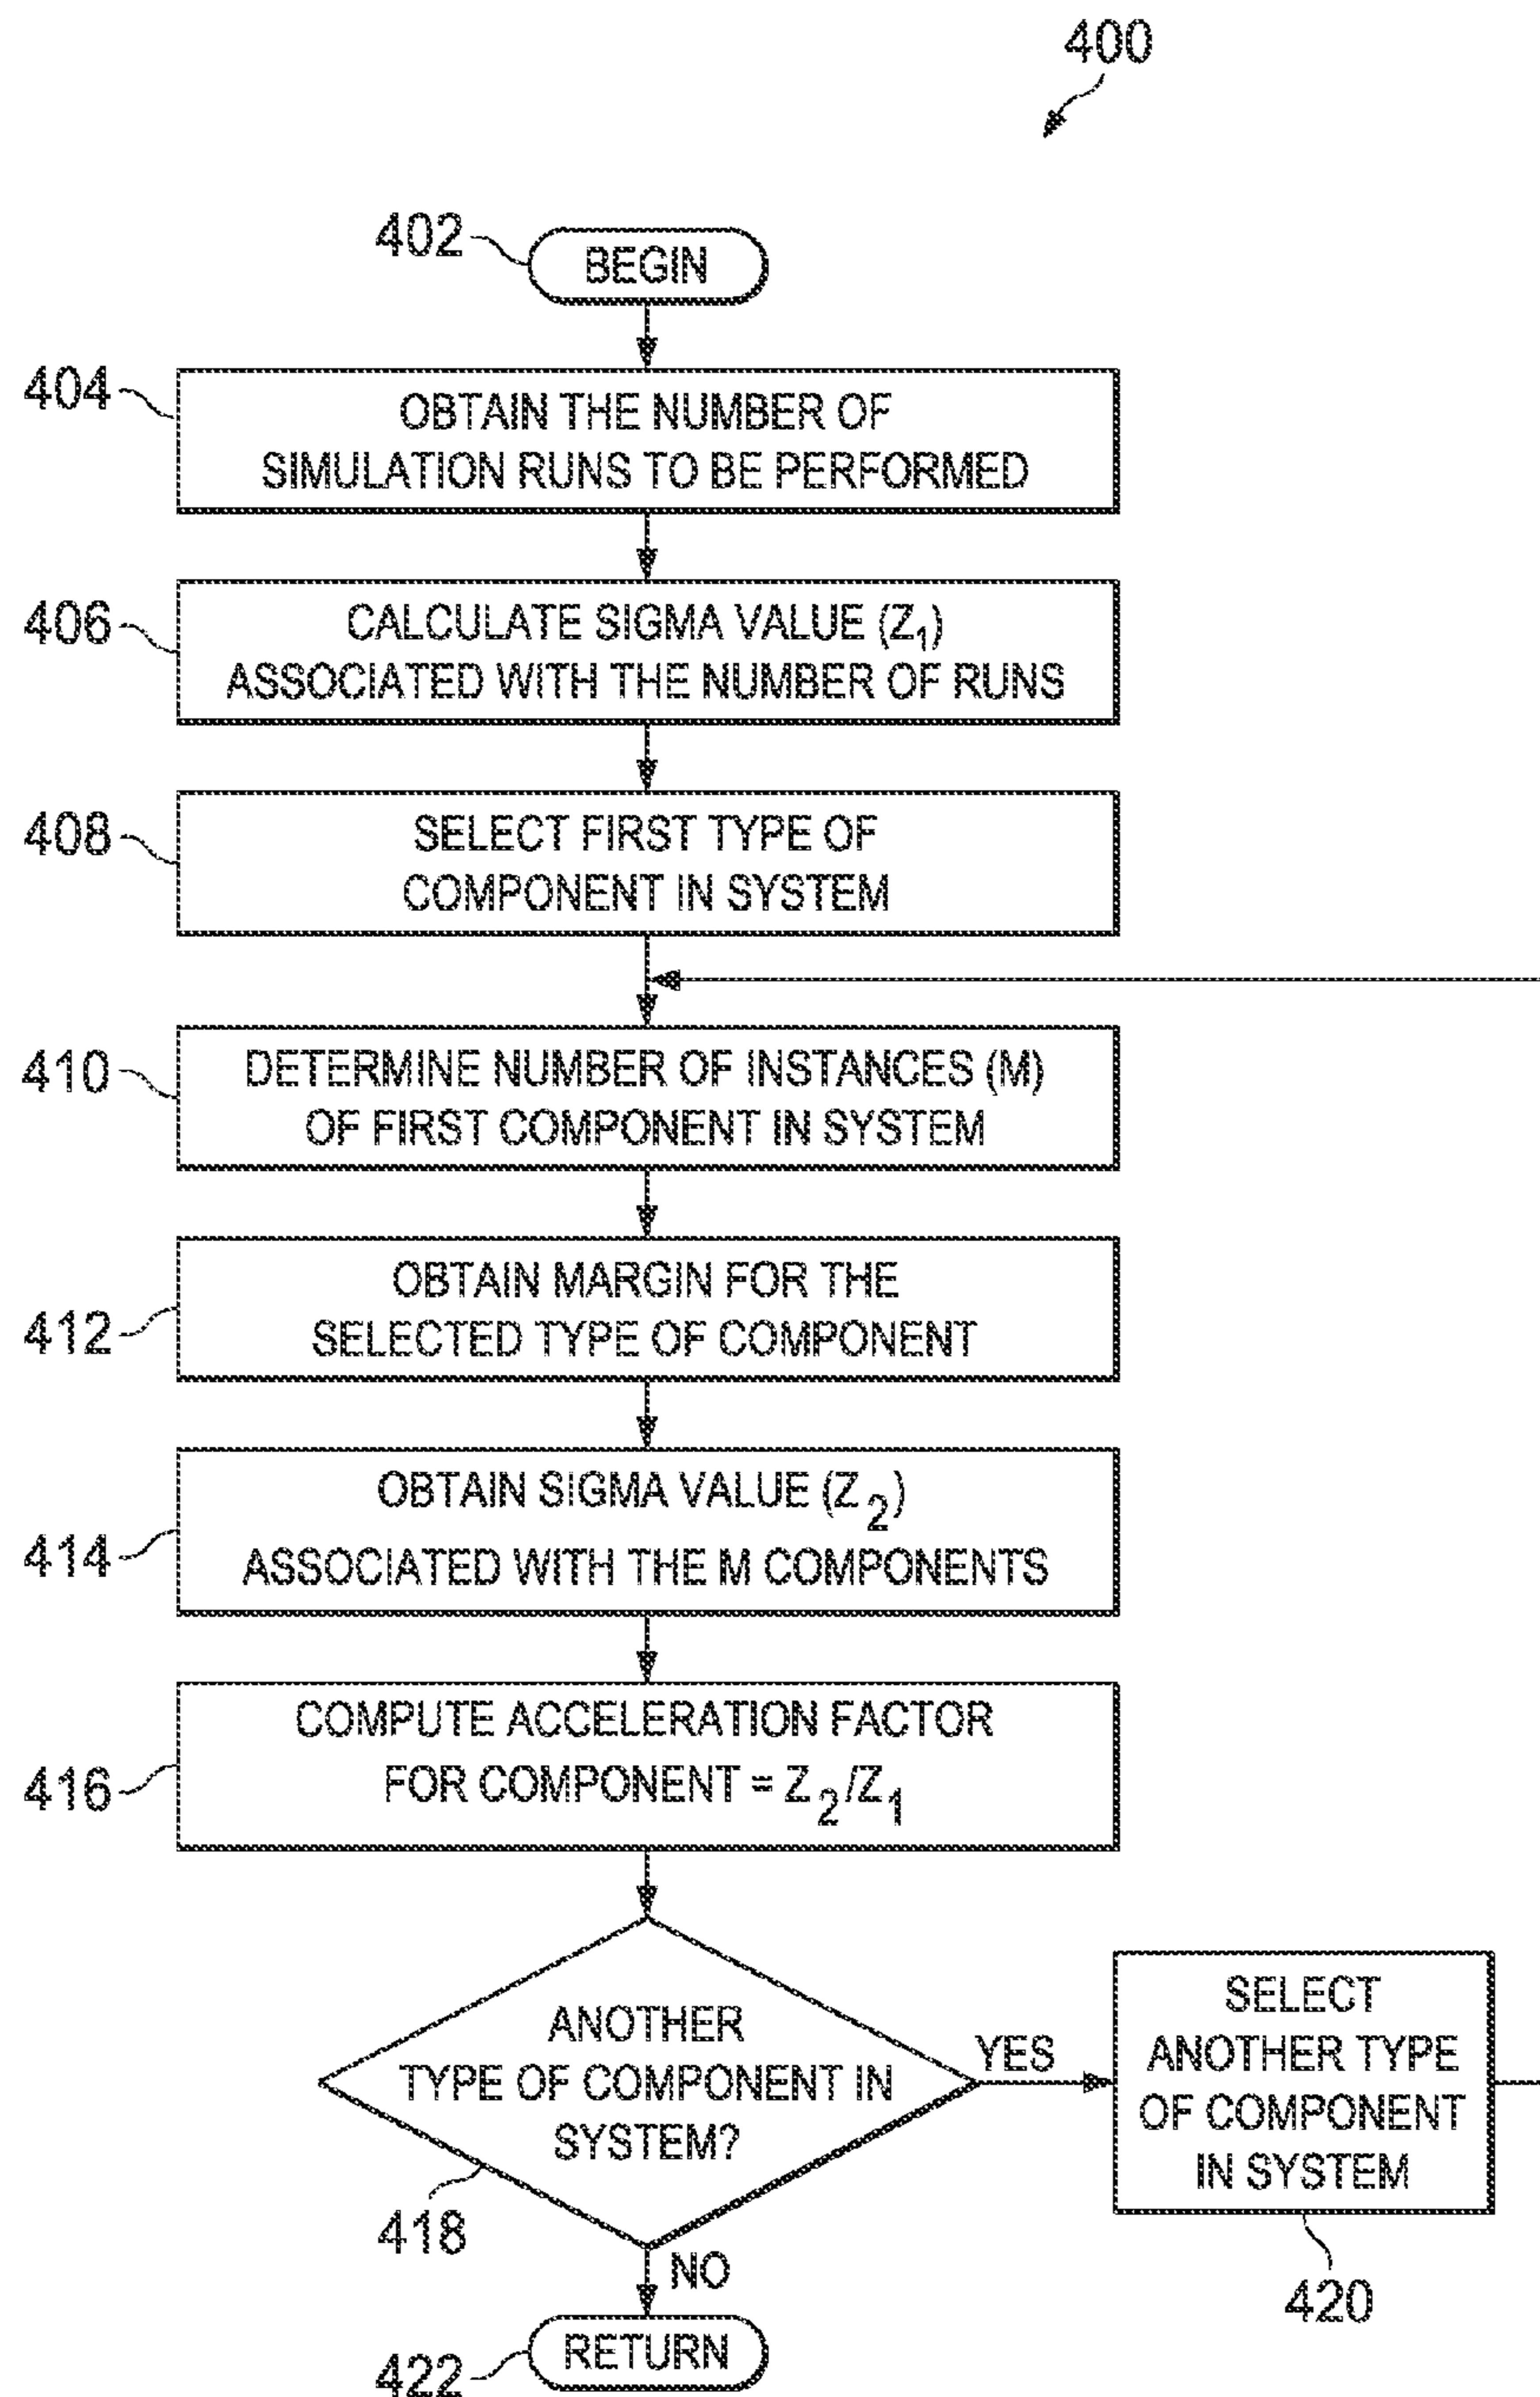 400
402
BEGIN
404
OBTAIN THE NUMBER OF
SIMULATION RUNS TO BE PERFORMED
406
CALCULATE SIGMA VALUE (Z1)
ASSOCIATED WITH THE NUMBER OF RUNS
408
SELECT FIRST TYPE OF
COMPONENT IN SYSTEM
410
DETERMINE NUMBER OF INSTANCES (M)
OF FIRST COMPONENT IN SYSTEM
412
OBTAIN MARGIN FOR THE
SELECTED TYPE OF COMPONENT
414
OBTAIN SIGMA VALUE (Z2)
ASSOCIATED WITH THE M COMPONENTS
416
COMPUTE ACCELERATION FACTOR
FOR COMPONENT = Z2/Z1
ANOTHER
TYPE OF COMPONENT IN
SYSTEM?
418
YES
SELECT
ANOTHER TYPE
OF COMPONENT
IN SYSTEM
420
NO
RETURN
422